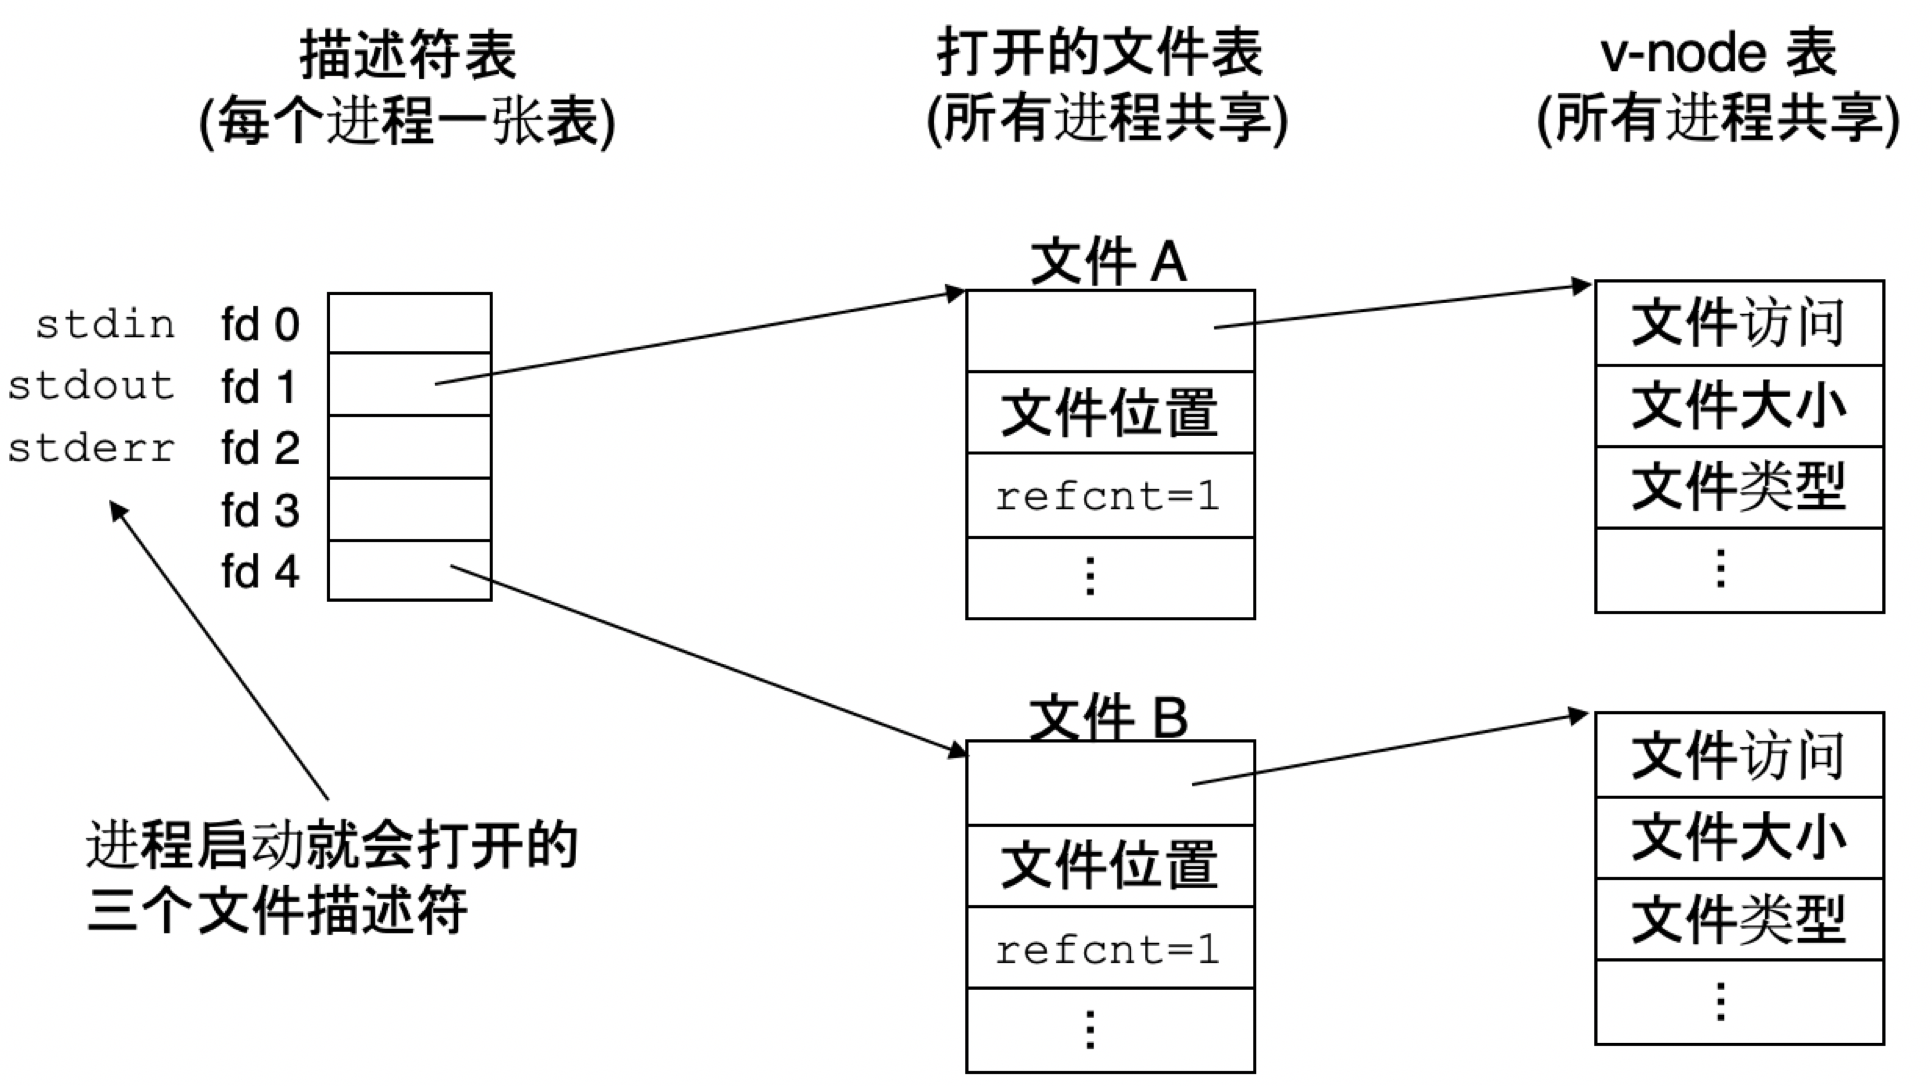 描述符表
(每个进程一张表)
打开的文件表
(所有进程共享)
v-node 表
(所有进程共享)
stdin fd 0
stdout fd 1
stderr fd 2
fd 3
fd 4
进程启动就会打开的
三个文件描述符
文件 A
文件位置
refcnt=1
⋮
文件 B
文件位置
refcnt=1
⋮
文件访问
文件大小
文件类型
⋮
文件访问
文件大小
文件类型
⋮